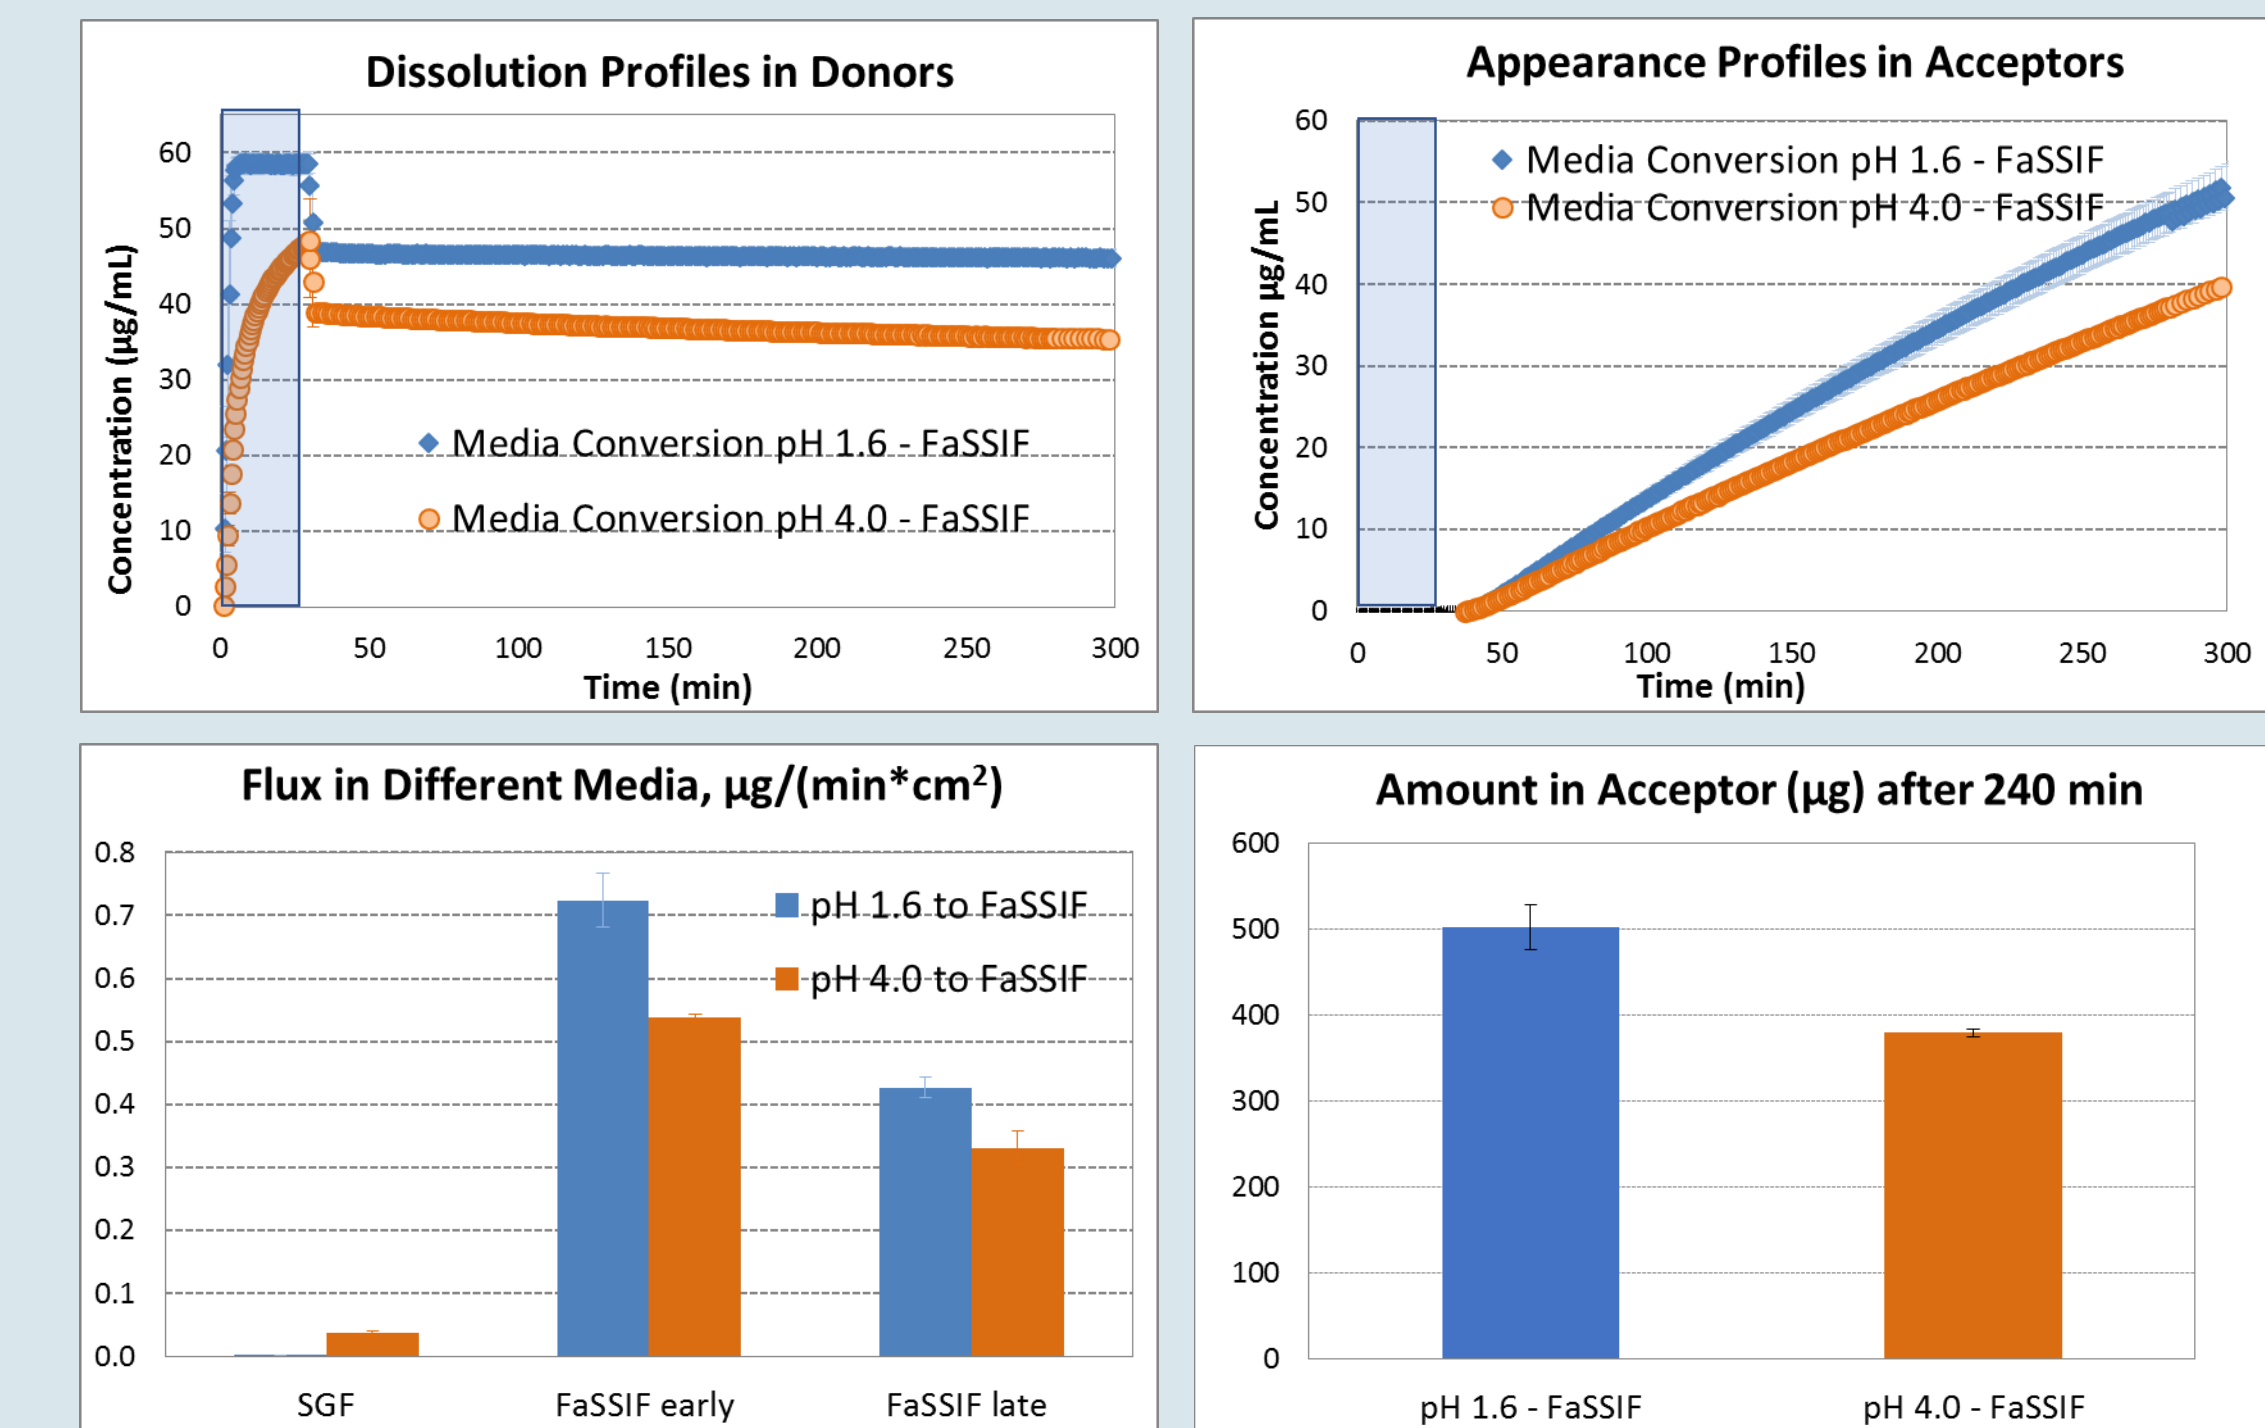 Dissolution Profiles in Donors
Concentration (µg/mL)
60
50
40
30
20
10
0
Media Conversion pH 1.6 - FaSSIF
Media Conversion pH 4.0 - FaSSIF
0 50 100 150 200 250 300
Time (min)
Appearance Profiles in Acceptors
Concentration µg/mL
60
50
40
30
20
10
0
Media Conversion pH 1.6 - FaSSIF
Media Conversion pH 4.0 - FaSSIF
0 50 100 150 200 250 300
Time (min)
Flux in Different Media, µg/(min*cm²)
0.8
0.7
0.6
0.5
0.4
0.3
0.2
0.1
0.0
pH 1.6 to FaSSIF
pH 4.0 to FaSSIF
SGF FaSSIF early FaSSIF late
Amount in Acceptor (µg) after 240 min
600
500
400
300
200
100
0
pH 1.6 - FaSSIF pH 4.0 - FaSSIF